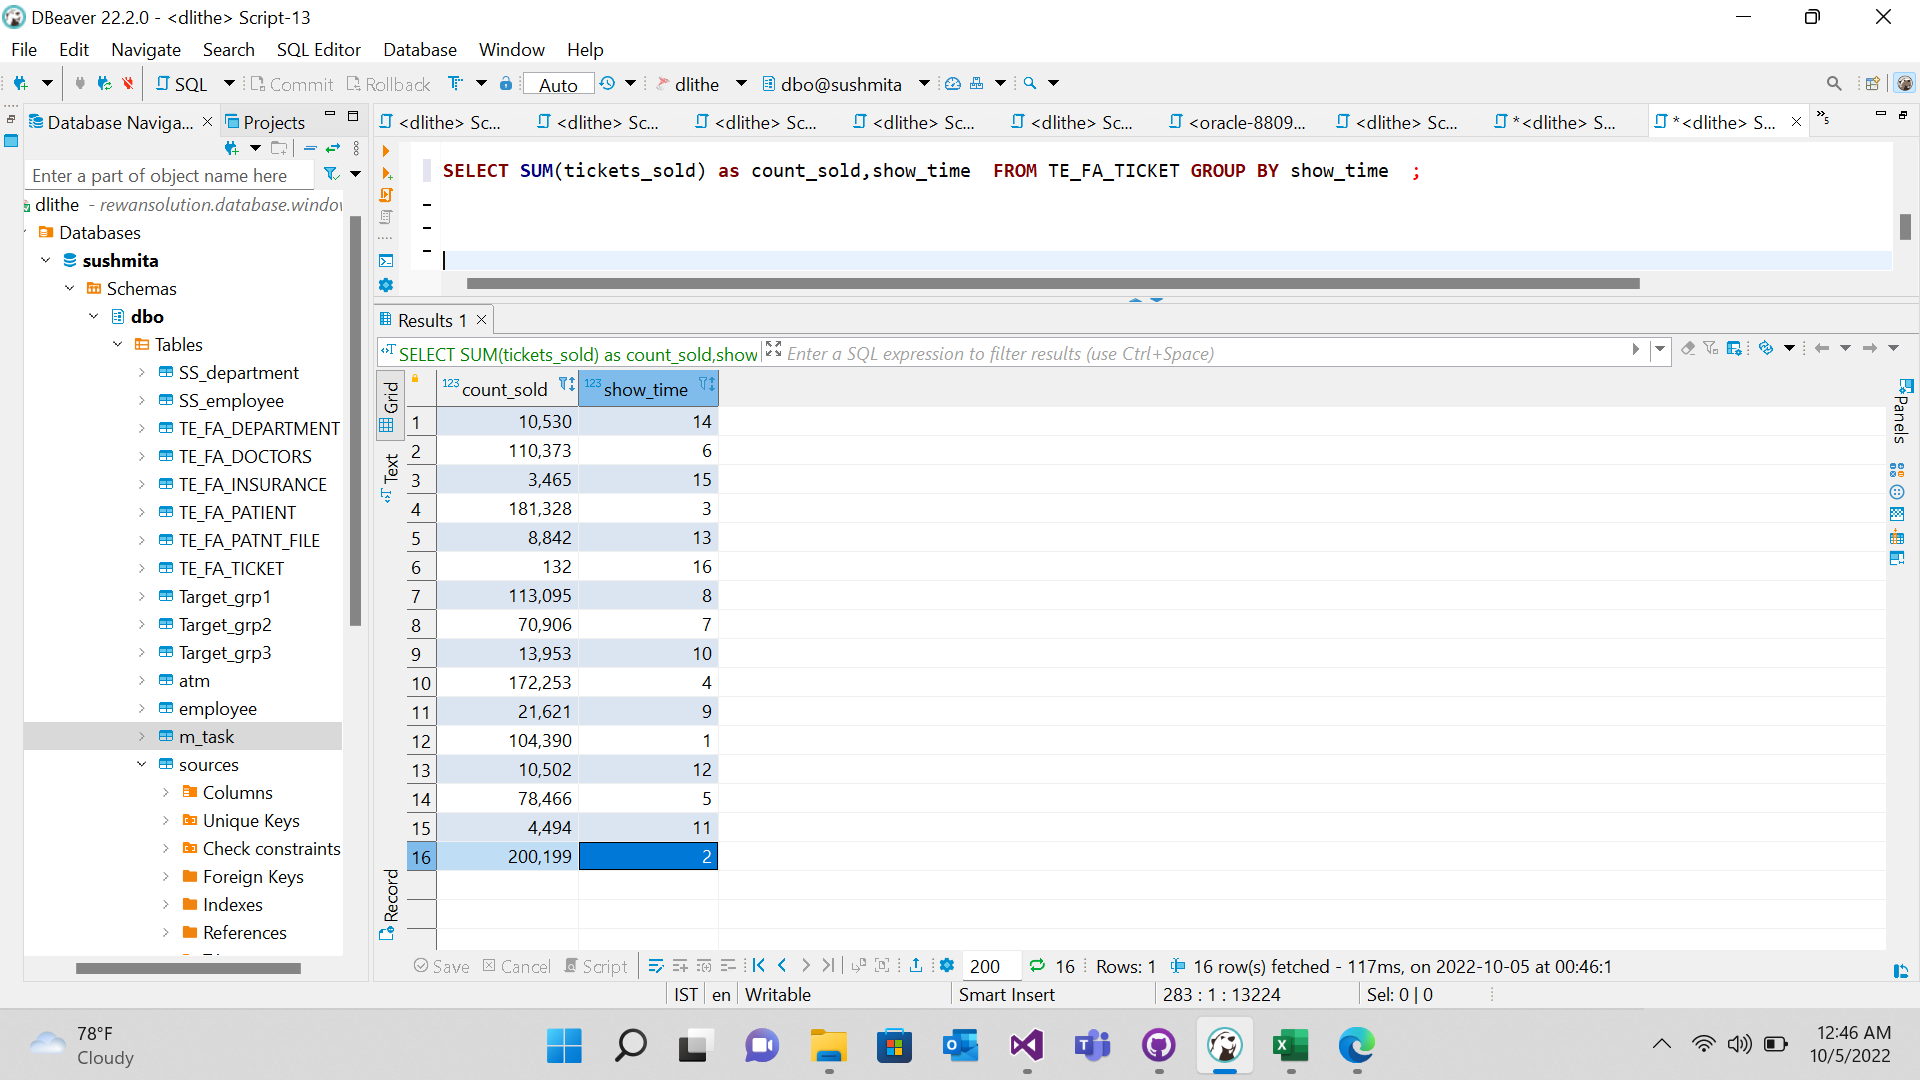 DBeaver 22.2.0 - <dlithe> Script-13
File Edit Navigate Search SQL Editor Database Window Help
SQL Commit Rollback Auto dlithe dbo@sushmita
Database Naviga... Projects
<dlithe> Sc... <dlithe> Sc... <dlithe> Sc... <dlithe> Sc... <dlithe> Sc... <oracle-8809... <dlithe> Sc... *<dlithe> S... *<dlithe> S... »5
Enter a part of object name here
SELECT SUM(tickets_sold) as count_sold,show_time FROM TE_FA_TICKET GROUP BY show_time ;
dlithe - rewansolution.database.window
Databases
sushmita
Schemas
dbo
Tables
SS_department
SS_employee
TE_FA_DEPARTMENT
TE_FA_DOCTORS
TE_FA_INSURANCE
TE_FA_PATIENT
TE_FA_PATNT_FILE
TE_FA_TICKET
Target_grp1
Target_grp2
Target_grp3
atm
employee
m_task
sources
Columns
Unique Keys
Check constraints
Foreign Keys
Indexes
References
Results 1
SELECT SUM(tickets_sold) as count_sold,show
Enter a SQL expression to filter results (use Ctrl+Space)
Grid
Text
Record
Panels
123 count_sold 123 show_time
1 10,530 14
2 110,373 6
3 3,465 15
4 181,328 3
5 8,842 13
6 132 16
7 113,095 8
8 70,906 7
9 13,953 10
10 172,253 4
11 21,621 9
12 104,390 1
13 10,502 12
14 78,466 5
15 4,494 11
16 200,199 2
Save Cancel Script 200 16 Rows: 1 16 row(s) fetched - 117ms, on 2022-10-05 at 00:46:1
IST en Writable Smart Insert 283 : 1 : 13224 Sel: 0 | 0
78°F
Cloudy
12:46 AM
10/5/2022